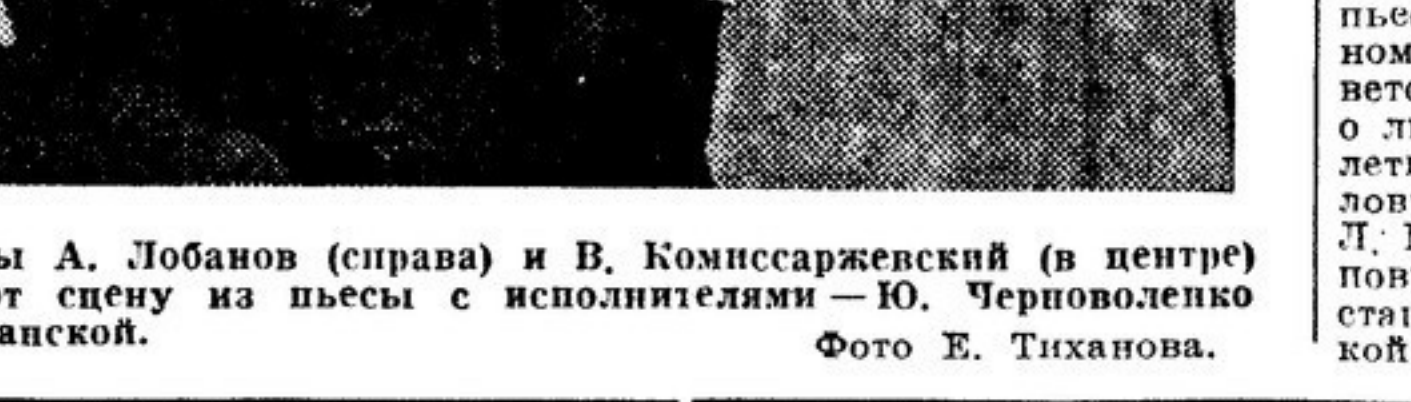 ы А. Лобанов (справа) и В. Комиссаржевский (в центре)
от сцену из пьесы с исполнителями — Ю. Черноволенко
анской.
Фото Е. Тиханова.
пье
ном
вето
о л
лет
лов
Л.
пов
ста
кой